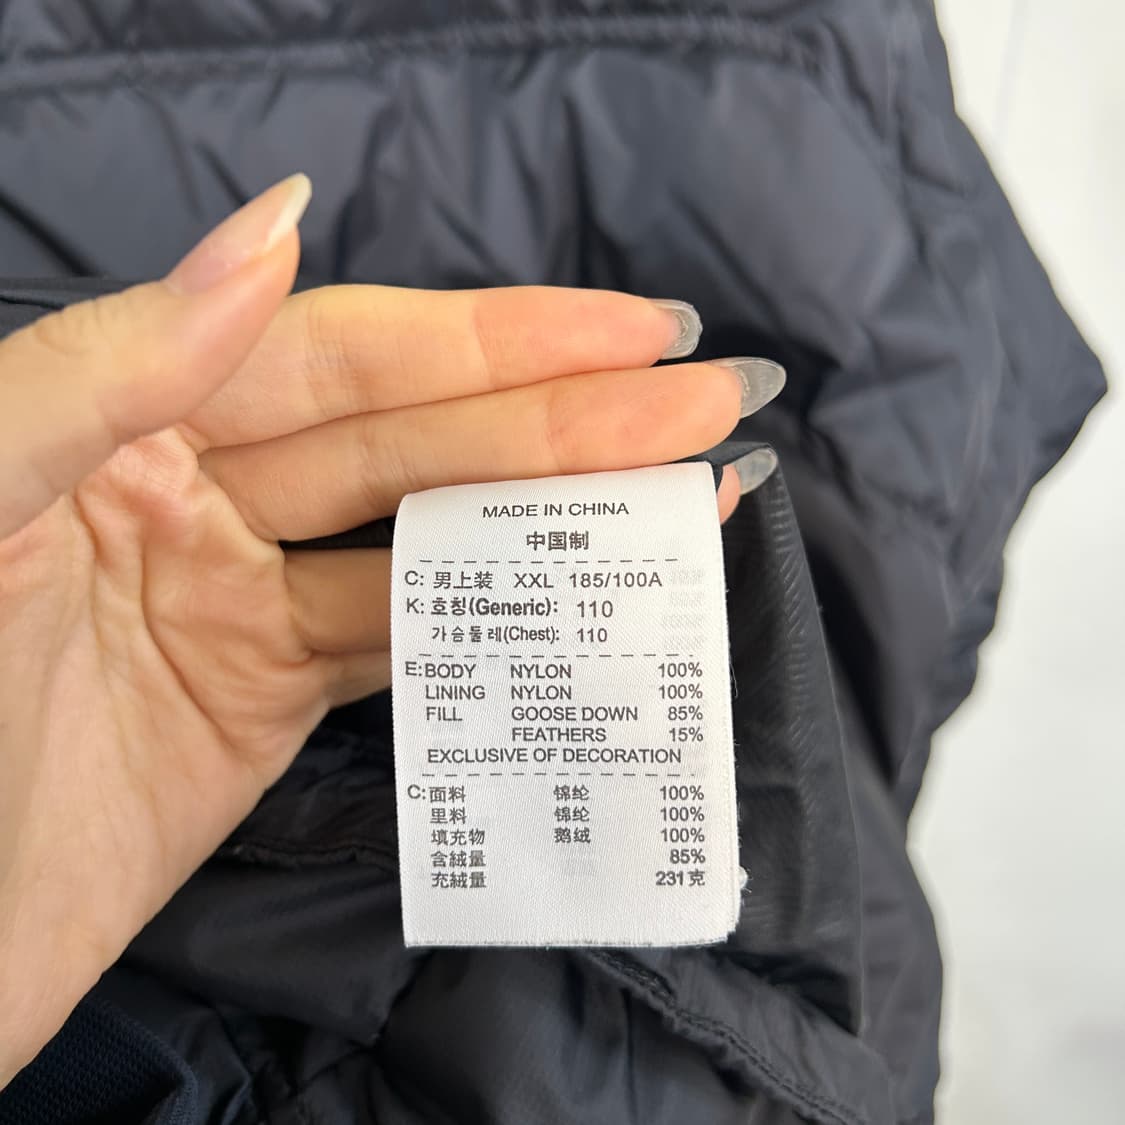 MADE IN CHINA
中国制
C: 男上装 XXL 185/100A
K: 호칭(Generic): 110
가슴둘레(Chest): 110
E: BODY NYLON 100%
LINING NYLON 100%
FILL GOOSE DOWN 85%
FEATHERS 15%
EXCLUSIVE OF DECORATION
C: 面料 锦纶 100%
里料 锦纶 100%
填充物 鹅绒 100%
含絨量 85%
充絨量 231克